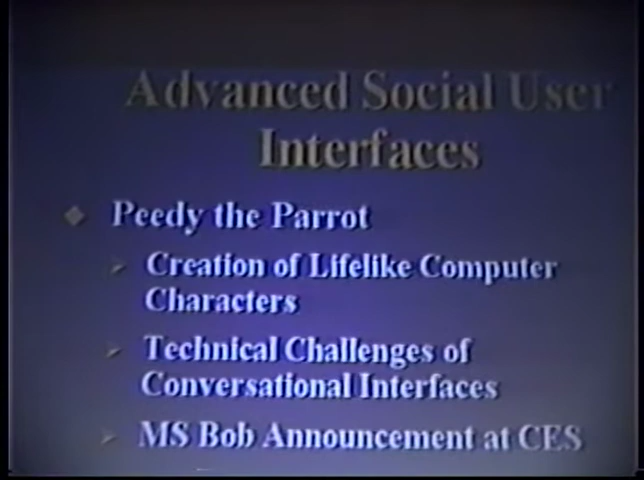 Advanced Social User
Interfaces
Peedy the Parrot
Creation of Lifelike Computer
Characters
Technical Challenges of
Conversational Interfaces
MS Bob Announcement at CES